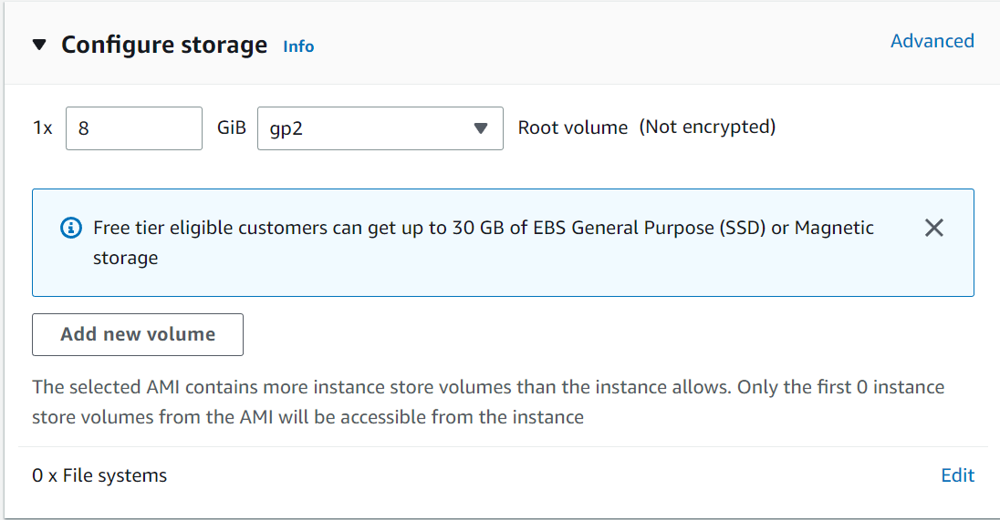 Configure storage Info Advanced
1x 8 GiB gp2 Root volume (Not encrypted)
Free tier eligible customers can get up to 30 GB of EBS General Purpose (SSD) or Magnetic
storage
Add new volume
The selected AMI contains more instance store volumes than the instance allows. Only the first 0 instance
store volumes from the AMI will be accessible from the instance
0 x File systems Edit